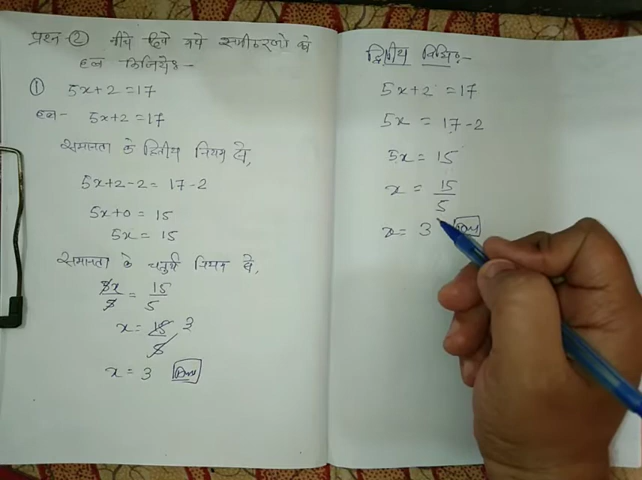 प्रश्न-② नीचे दिये गये समीकरणो को
हल किजिये:-
① 5x+2=17
हल- 5x+2=17
समानता के द्वितीय नियम से,
5x+2-2 = 17-2
5x+0 = 15
5x = 15
समानता के चतुर्थ नियम से,
5x/5 = 15/5
x = 15/5 3
x = 3 Ans
द्वितीय विधि:-
5x+2 = 17
5x = 17-2
5x = 15
x = 15/5
x = 3 Ans